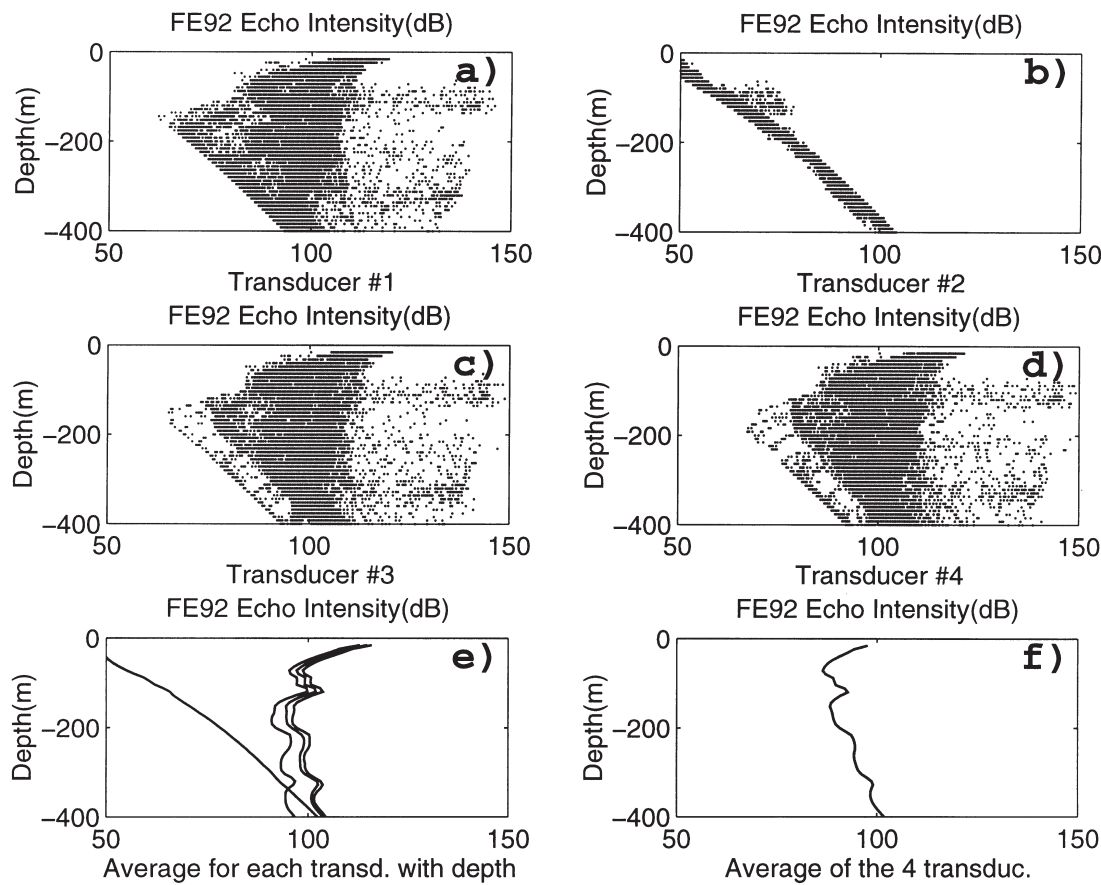 FE92 Echo Intensity(dB)
a)
0
−200
−400
Depth(m)
50
100
150
Transducer #1
FE92 Echo Intensity(dB)
b)
0
−200
−400
Depth(m)
50
100
150
Transducer #2
FE92 Echo Intensity(dB)
c)
0
−200
−400
Depth(m)
50
100
150
Transducer #3
FE92 Echo Intensity(dB)
d)
0
−200
−400
Depth(m)
50
100
150
Transducer #4
FE92 Echo Intensity(dB)
e)
0
−200
−400
Depth(m)
50
100
150
Average for each transd. with depth
FE92 Echo Intensity(dB)
f)
0
−200
−400
Depth(m)
50
100
150
Average of the 4 transduc.